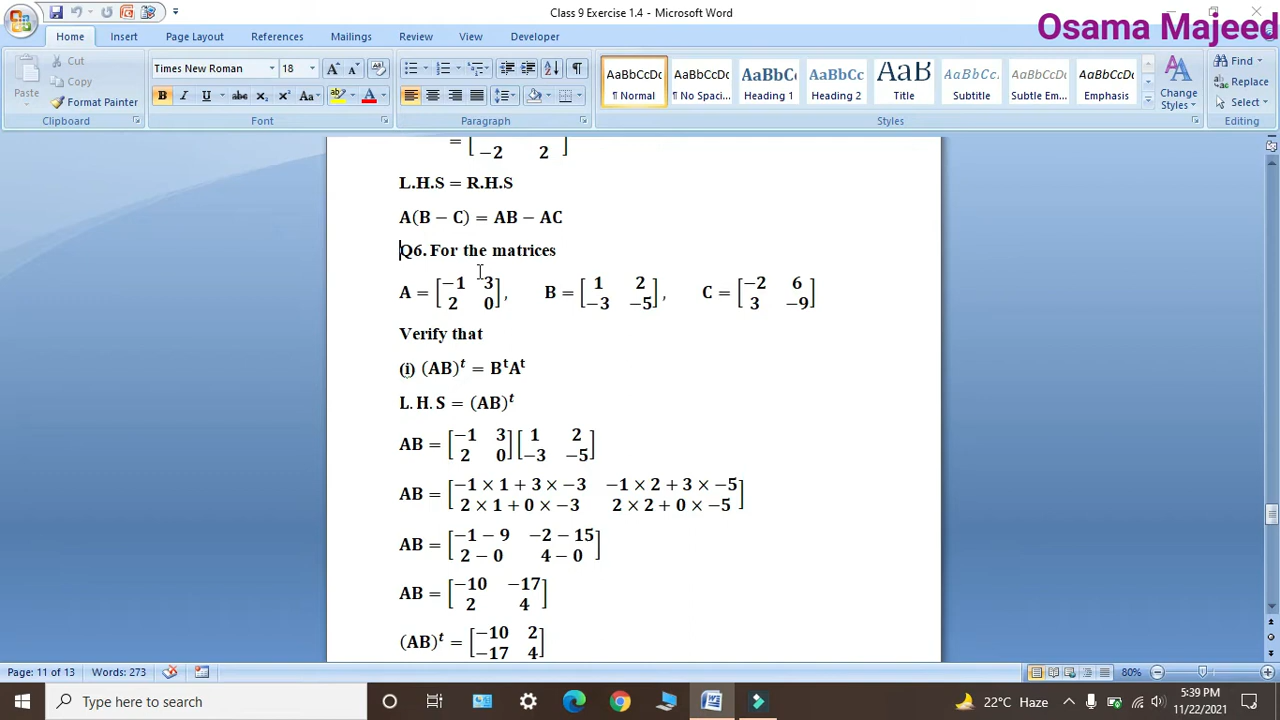 Class 9 Exercise 1.4 - Microsoft Word
Osama Majeed
Home Insert Page Layout References Mailings Review View Developer
Paste
Cut
Copy
Format Painter
Clipboard
Times New Roman 18
B I U abc x₂ x² Aa
Font
Paragraph
AaBbCcDc AaBbCcDc AaBbCc AaBbCc AaB AaBbCc. AaBbCcDc AaBbCcDc
¶ Normal ¶ No Spaci... Heading 1 Heading 2 Title Subtitle Subtle Em... Emphasis
Change Styles
Styles
Find
Replace
Select
Editing
= [−2 2]
L.H.S = R.H.S
A(B − C) = AB − AC
Q6. For the matrices
A = [−1 3
2 0], B = [1 2
−3 −5], C = [−2 6
3 −9]
Verify that
(i) (AB)ᵗ = BᵗAᵗ
L. H. S = (AB)ᵗ
AB = [−1 3
2 0][1 2
−3 −5]
AB = [−1 × 1 + 3 × −3 −1 × 2 + 3 × −5
2 × 1 + 0 × −3 2 × 2 + 0 × −5]
AB = [−1 − 9 −2 − 15
2 − 0 4 − 0]
AB = [−10 −17
2 4]
(AB)ᵗ = [−10 2
−17 4]
Page: 11 of 13 Words: 273 80%
Type here to search
22°C Haze
5:39 PM
11/22/2021